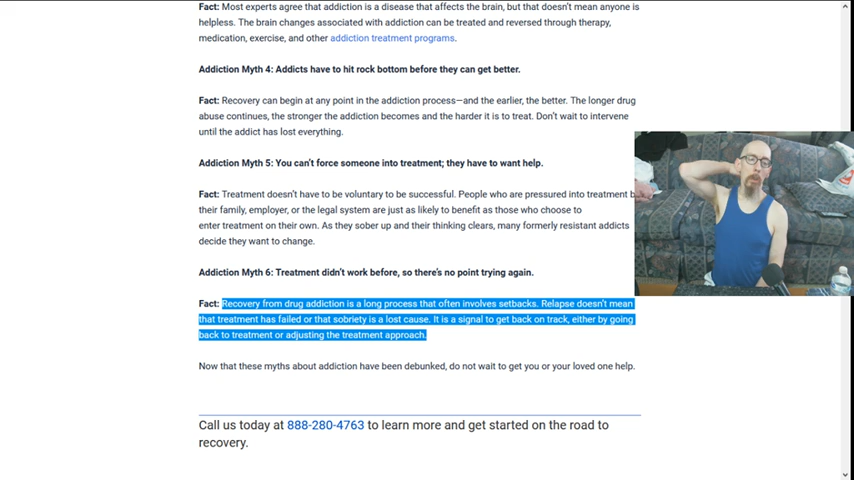 Fact: Most experts agree that addiction is a disease that affects the brain, but that doesn't mean anyone is
helpless. The brain changes associated with addiction can be treated and reversed through therapy,
medication, exercise, and other addiction treatment programs.
Addiction Myth 4: Addicts have to hit rock bottom before they can get better.
Fact: Recovery can begin at any point in the addiction process—and the earlier, the better. The longer drug
abuse continues, the stronger the addiction becomes and the harder it is to treat. Don't wait to intervene
until the addict has lost everything.
Addiction Myth 5: You can't force someone into treatment; they have to want help.
Fact: Treatment doesn't have to be voluntary to be successful. People who are pressured into treatment
their family, employer, or the legal system are just as likely to benefit as those who choose to
enter treatment on their own. As they sober up and their thinking clears, many formerly resistant addicts
decide they want to change.
Addiction Myth 6: Treatment didn't work before, so there's no point trying again.
Fact: Recovery from drug addiction is a long process that often involves setbacks. Relapse doesn't mean
that treatment has failed or that sobriety is a lost cause. It is a signal to get back on track, either by going
back to treatment or adjusting the treatment approach.
Now that these myths about addiction have been debunked, do not wait to get you or your loved one help.
Call us today at 888-280-4763 to learn more and get started on the road to
recovery.